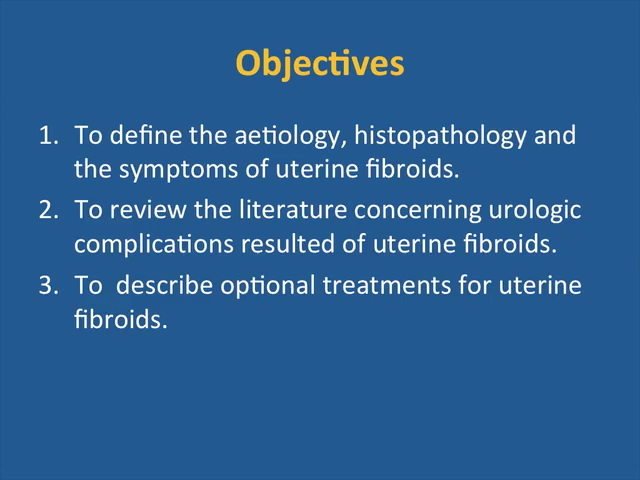 Objectives
1. To define the aetiology, histopathology and
the symptoms of uterine fibroids.
2. To review the literature concerning urologic
complications resulted of uterine fibroids.
3. To  describe optional treatments for uterine
fibroids.